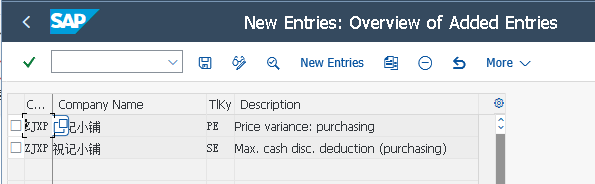 SAP New Entries: Overview of Added Entries
New Entries More
C... Company Name TlKy Description
ZJXP 记小铺 PE Price variance: purchasing
ZJXP 祝记小铺 SE Max. cash disc. deduction (purchasing)